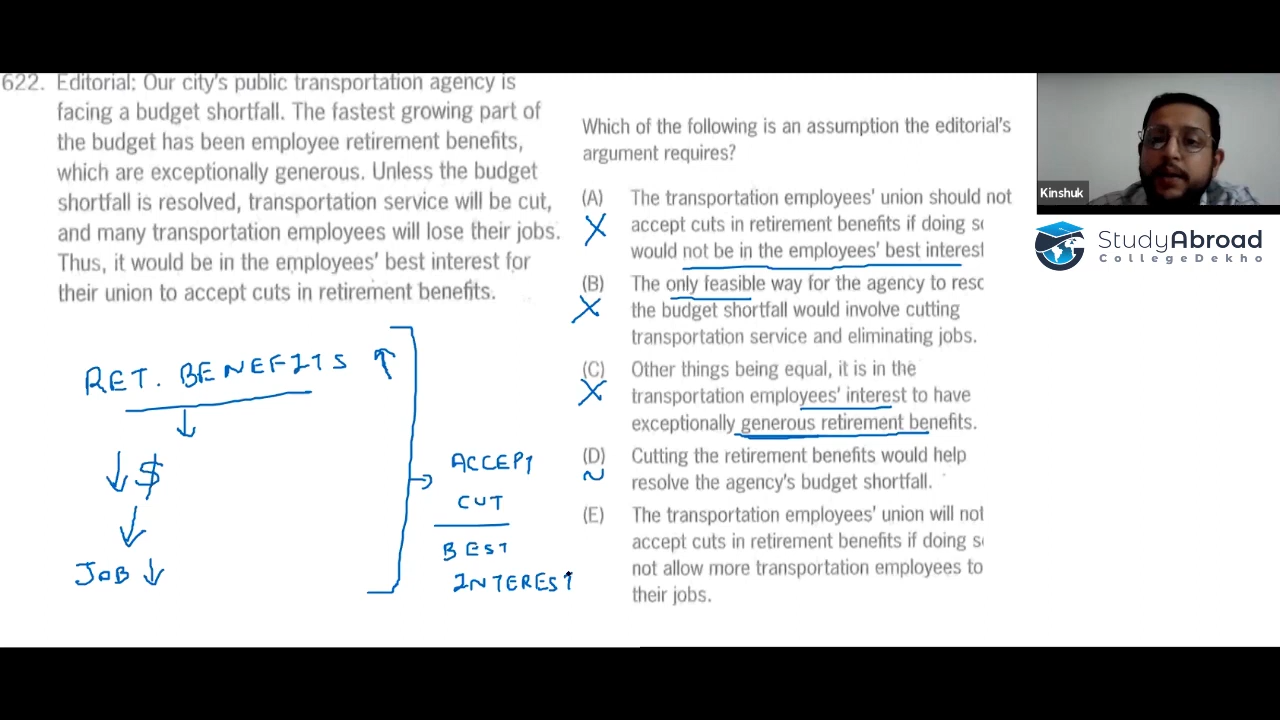 622. Editorial: Our city's public transportation agency is
facing a budget shortfall. The fastest growing part of
the budget has been employee retirement benefits,
which are exceptionally generous. Unless the budget
shortfall is resolved, transportation service will be cut,
and many transportation employees will lose their jobs.
Thus, it would be in the employees' best interest for
their union to accept cuts in retirement benefits.
RET. BENEFITS ↑
↓
↓ $
↓
JOB ↓
ACCEPT
CUT
BEST
INTEREST
Which of the following is an assumption the editorial's
argument requires?
(A) The transportation employees' union should not
accept cuts in retirement benefits if doing
would not be in the employees' best interest
(B) The only feasible way for the agency to
the budget shortfall would involve cutting
transportation service and eliminating jobs.
(C) Other things being equal, it is in the
transportation employees' interest to have
exceptionally generous retirement benefits.
(D) Cutting the retirement benefits would help
resolve the agency's budget shortfall.
(E) The transportation employees' union will not
accept cuts in retirement benefits if doing
not allow more transportation employees to
their jobs.
Kinshuk
StudyAbroad
CollegeDekho